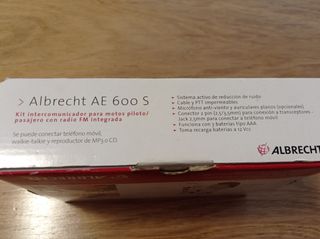 > Albrecht AE 600 S
Kit intercomunicador para motos piloto/
pasajero con radio FM integrada
Se puede conectar teléfono móvil,
walkie-talkie y reproductor de MP3 o CD
• Sistema activo de reducción de ruido
• Cable y PTT impermeables
• Micrófono anti-viento y auriculares planos (opcionales)
• Conector 2 pin (2,5/3,5mm) para conexión a transceptores
Jack 2,5mm para conectar a teléfono móvil
• Funciona con 3 baterías tipo AAA.
• Toma recarga baterías a 12 Vcc
ALBRECHT